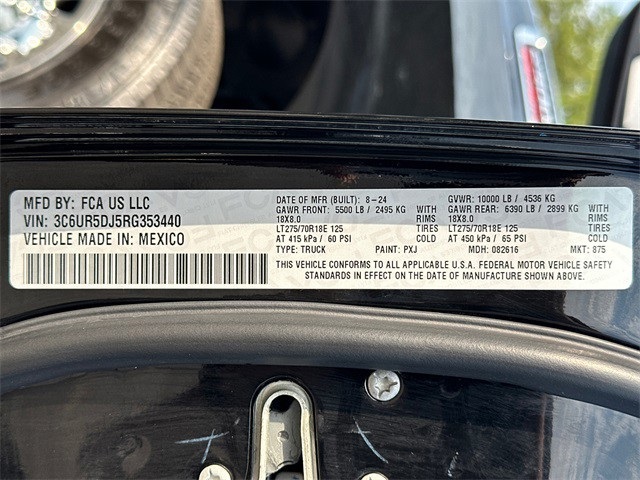 MFD BY: FCA US LLC
VIN: 3C6UR5DJ5RG353440
VEHICLE MADE IN: MEXICO
DATE OF MFR (BUILT): 8-24 GVWR: 10000 LB / 4536 KG
GAWR FRONT: 5500 LB / 2495 KG GAWR REAR: 6390 LB / 2899 KG
18X8.0 WITH RIMS 18X8.0 WITH RIMS
LT275/70R18E 125 TIRES LT275/70R18E 125 TIRES
AT 415 kPa / 60 PSI COLD AT 450 kPa / 65 PSI COLD
TYPE: TRUCK PAINT: PXJ MDH: 082616 MKT: 875
THIS VEHICLE CONFORMS TO ALL APPLICABLE U.S.A. FEDERAL MOTOR VEHICLE SAFETY
STANDARDS IN EFFECT ON THE DATE OF MANUFACTURE SHOWN ABOVE.